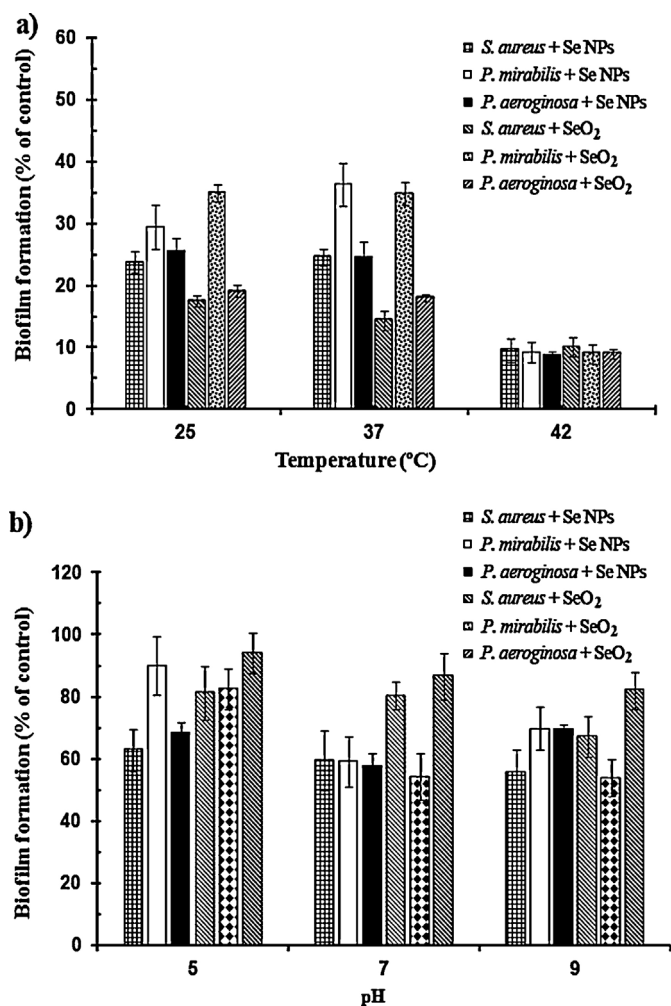 a)
60
50
40
30
20
10
0
Biofilm formation (% of control)
S. aureus + Se NPs
P. mirabilis + Se NPs
P. aeroginosa + Se NPs
S. aureus + SeO2
P. mirabilis + SeO2
P. aeroginosa + SeO2
25 37 42
Temperature (ºC)
b)
120
100
80
60
40
20
0
Biofilm formation (% of control)
S. aureus + Se NPs
P. mirabilis + Se NPs
P. aeroginosa + Se NPs
S. aureus + SeO2
P. mirabilis + SeO2
P. aeroginosa + SeO2
5 7 9
pH